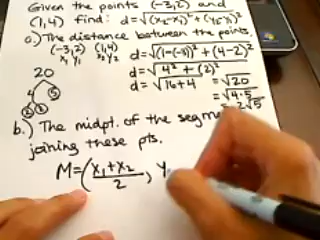 Given the points (-3,2) and
(1,4) find: d=√(x₂-x₁)²+(y₂-y₁)²
a.) The distance between the points.
(-3,2) (1,4) d=√(1-(-3))²+(4-2)²
x₁ y₁ x₂ y₂
20 d=√4²+(2)²
4 5 d=√16+4 =√20
2 2 =√4·5
=2√5
b.) The midpt. of the segme
joining these pts.
M=(x₁+x₂/2, y